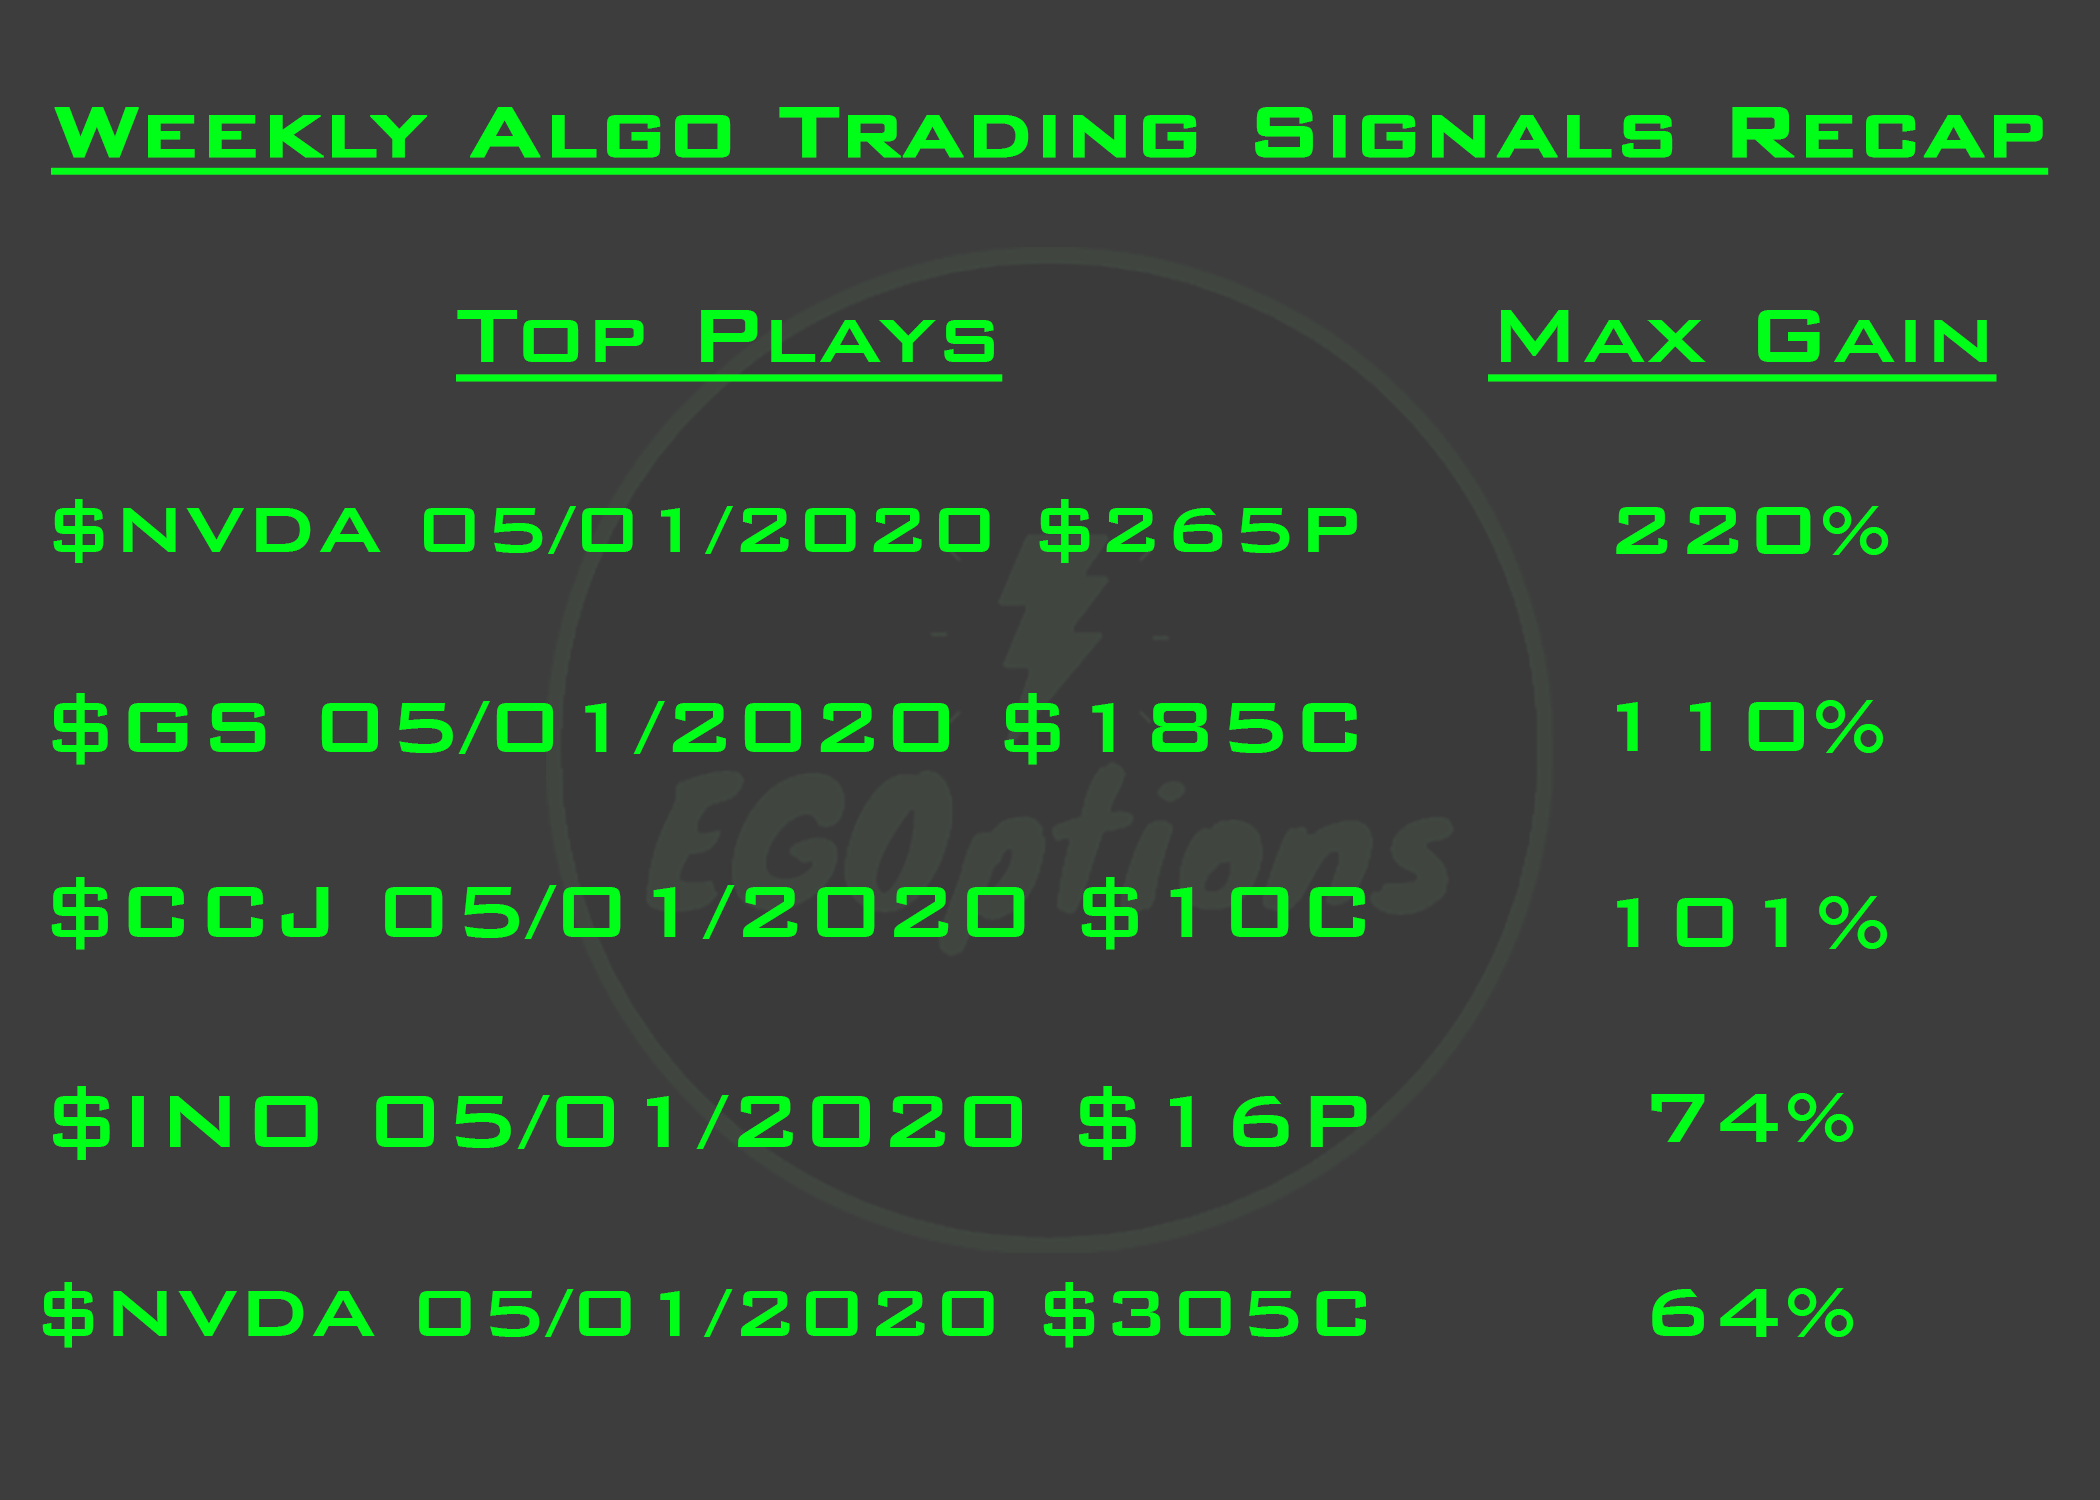 Weekly Algo Trading Signals Recap
Top Plays Max Gain
$NVDA 05/01/2020 $265P 220%
$GS 05/01/2020 $185C 110%
EGOptions
$CCJ 05/01/2020 $10C 101%
$INO 05/01/2020 $16P 74%
$NVDA 05/01/2020 $305C 64%